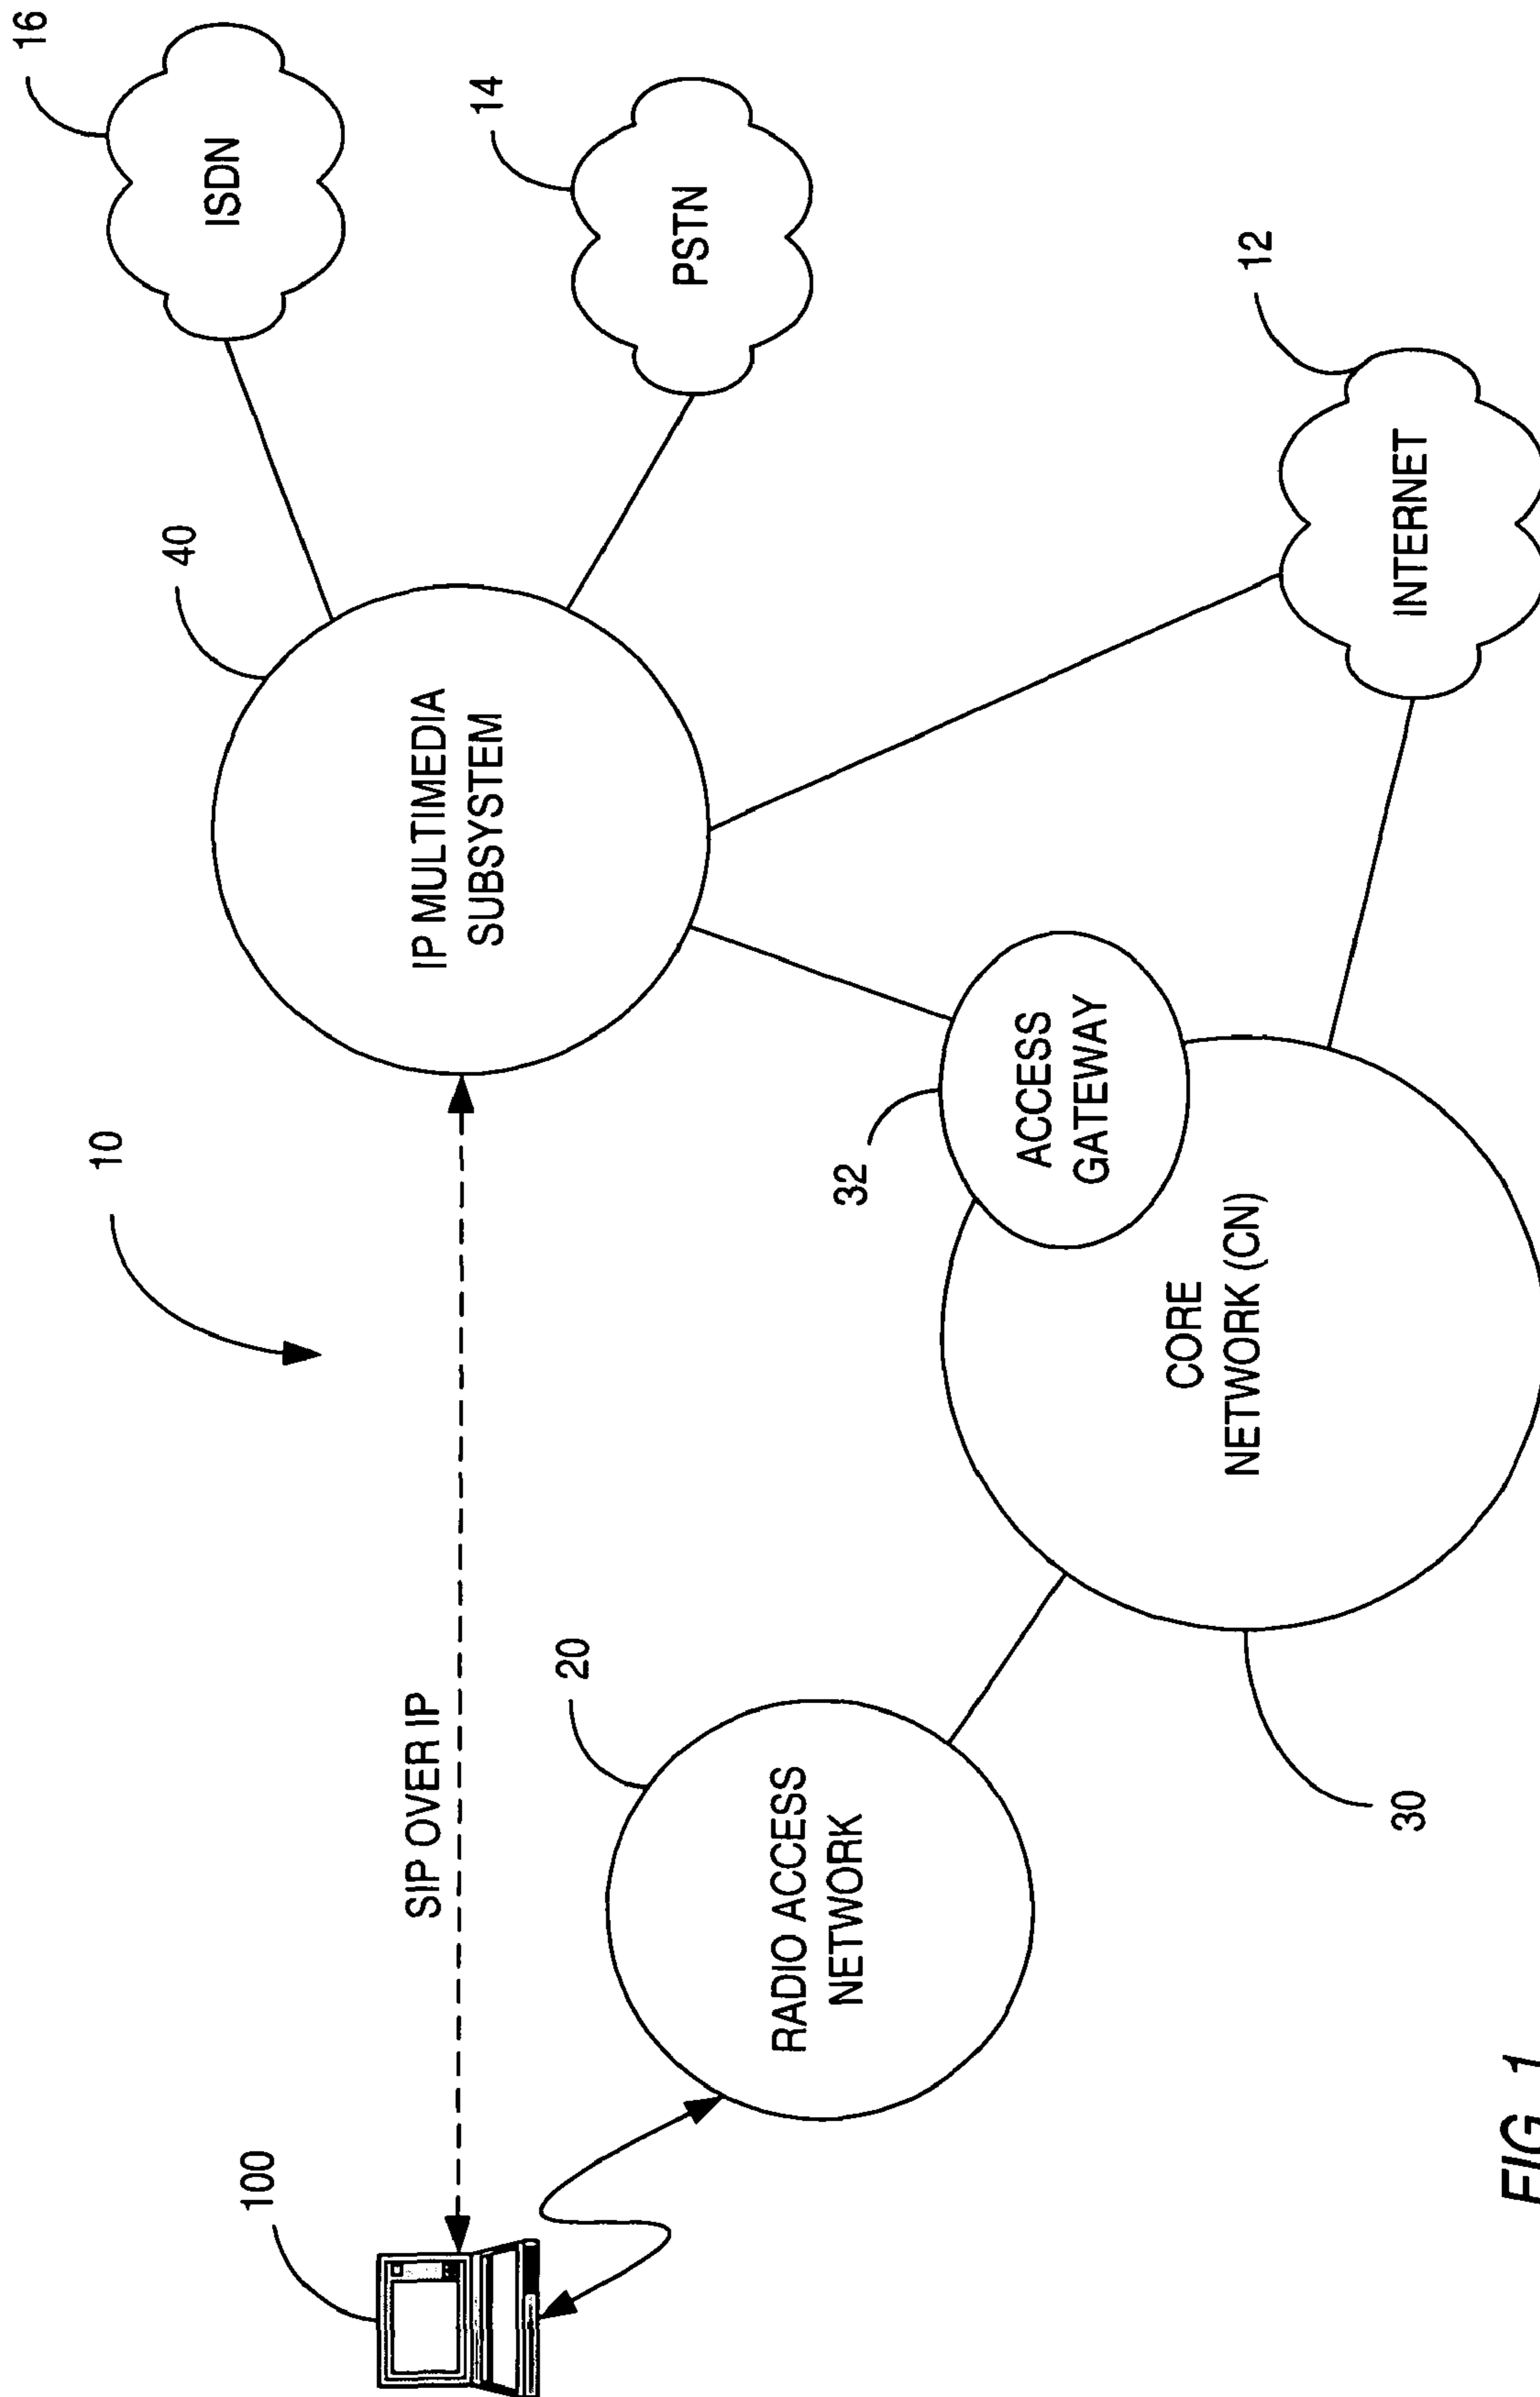 16
10
40
ISDN
100
SIP OVER IP
IP MULTIMEDIA
SUBSYSTEM
14
20
PSTN
RADIO ACCESS
NETWORK
32
ACCESS
GATEWAY
CORE
NETWORK (CN)
12
INTERNET
30
FIG. 1